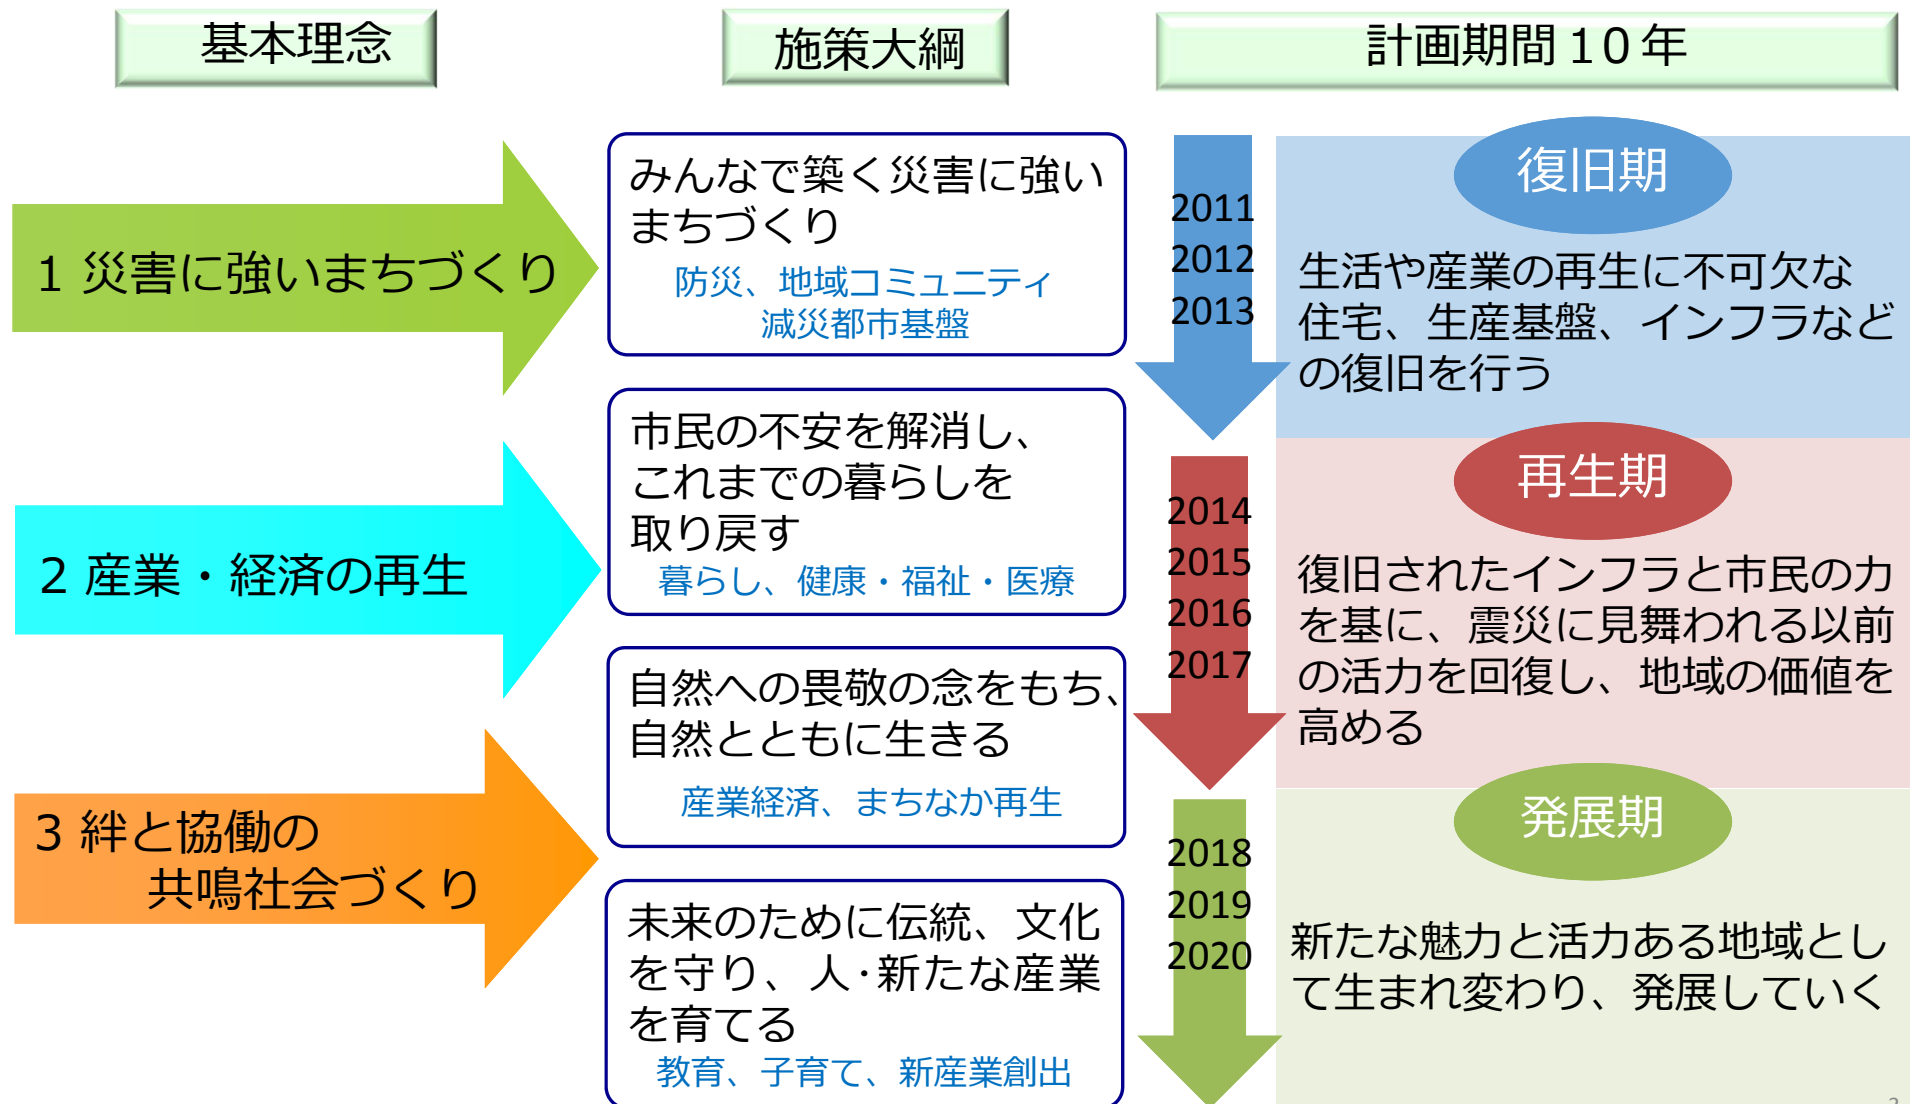 基本理念
施策大綱
計画期間10年
1 災害に強いまちづくり
2 産業・経済の再生
3 絆と協働の
共鳴社会づくり
みんなで築く災害に強い
まちづくり
防災、地域コミュニティ
減災都市基盤
市民の不安を解消し、
これまでの暮らしを
取り戻す
暮らし、健康・福祉・医療
自然への畏敬の念をもち、
自然とともに生きる
産業経済、まちなか再生
未来のために伝統、文化
を守り、人・新たな産業
を育てる
教育、子育て、新産業創出
2011
2012
2013
復旧期
生活や産業の再生に不可欠な
住宅、生産基盤、インフラなど
の復旧を行う
2014
2015
2016
2017
再生期
復旧されたインフラと市民の力
を基に、震災に見舞われる以前
の活力を回復し、地域の価値を
高める
2018
2019
2020
発展期
新たな魅力と活力ある地域とし
て生まれ変わり、発展していく